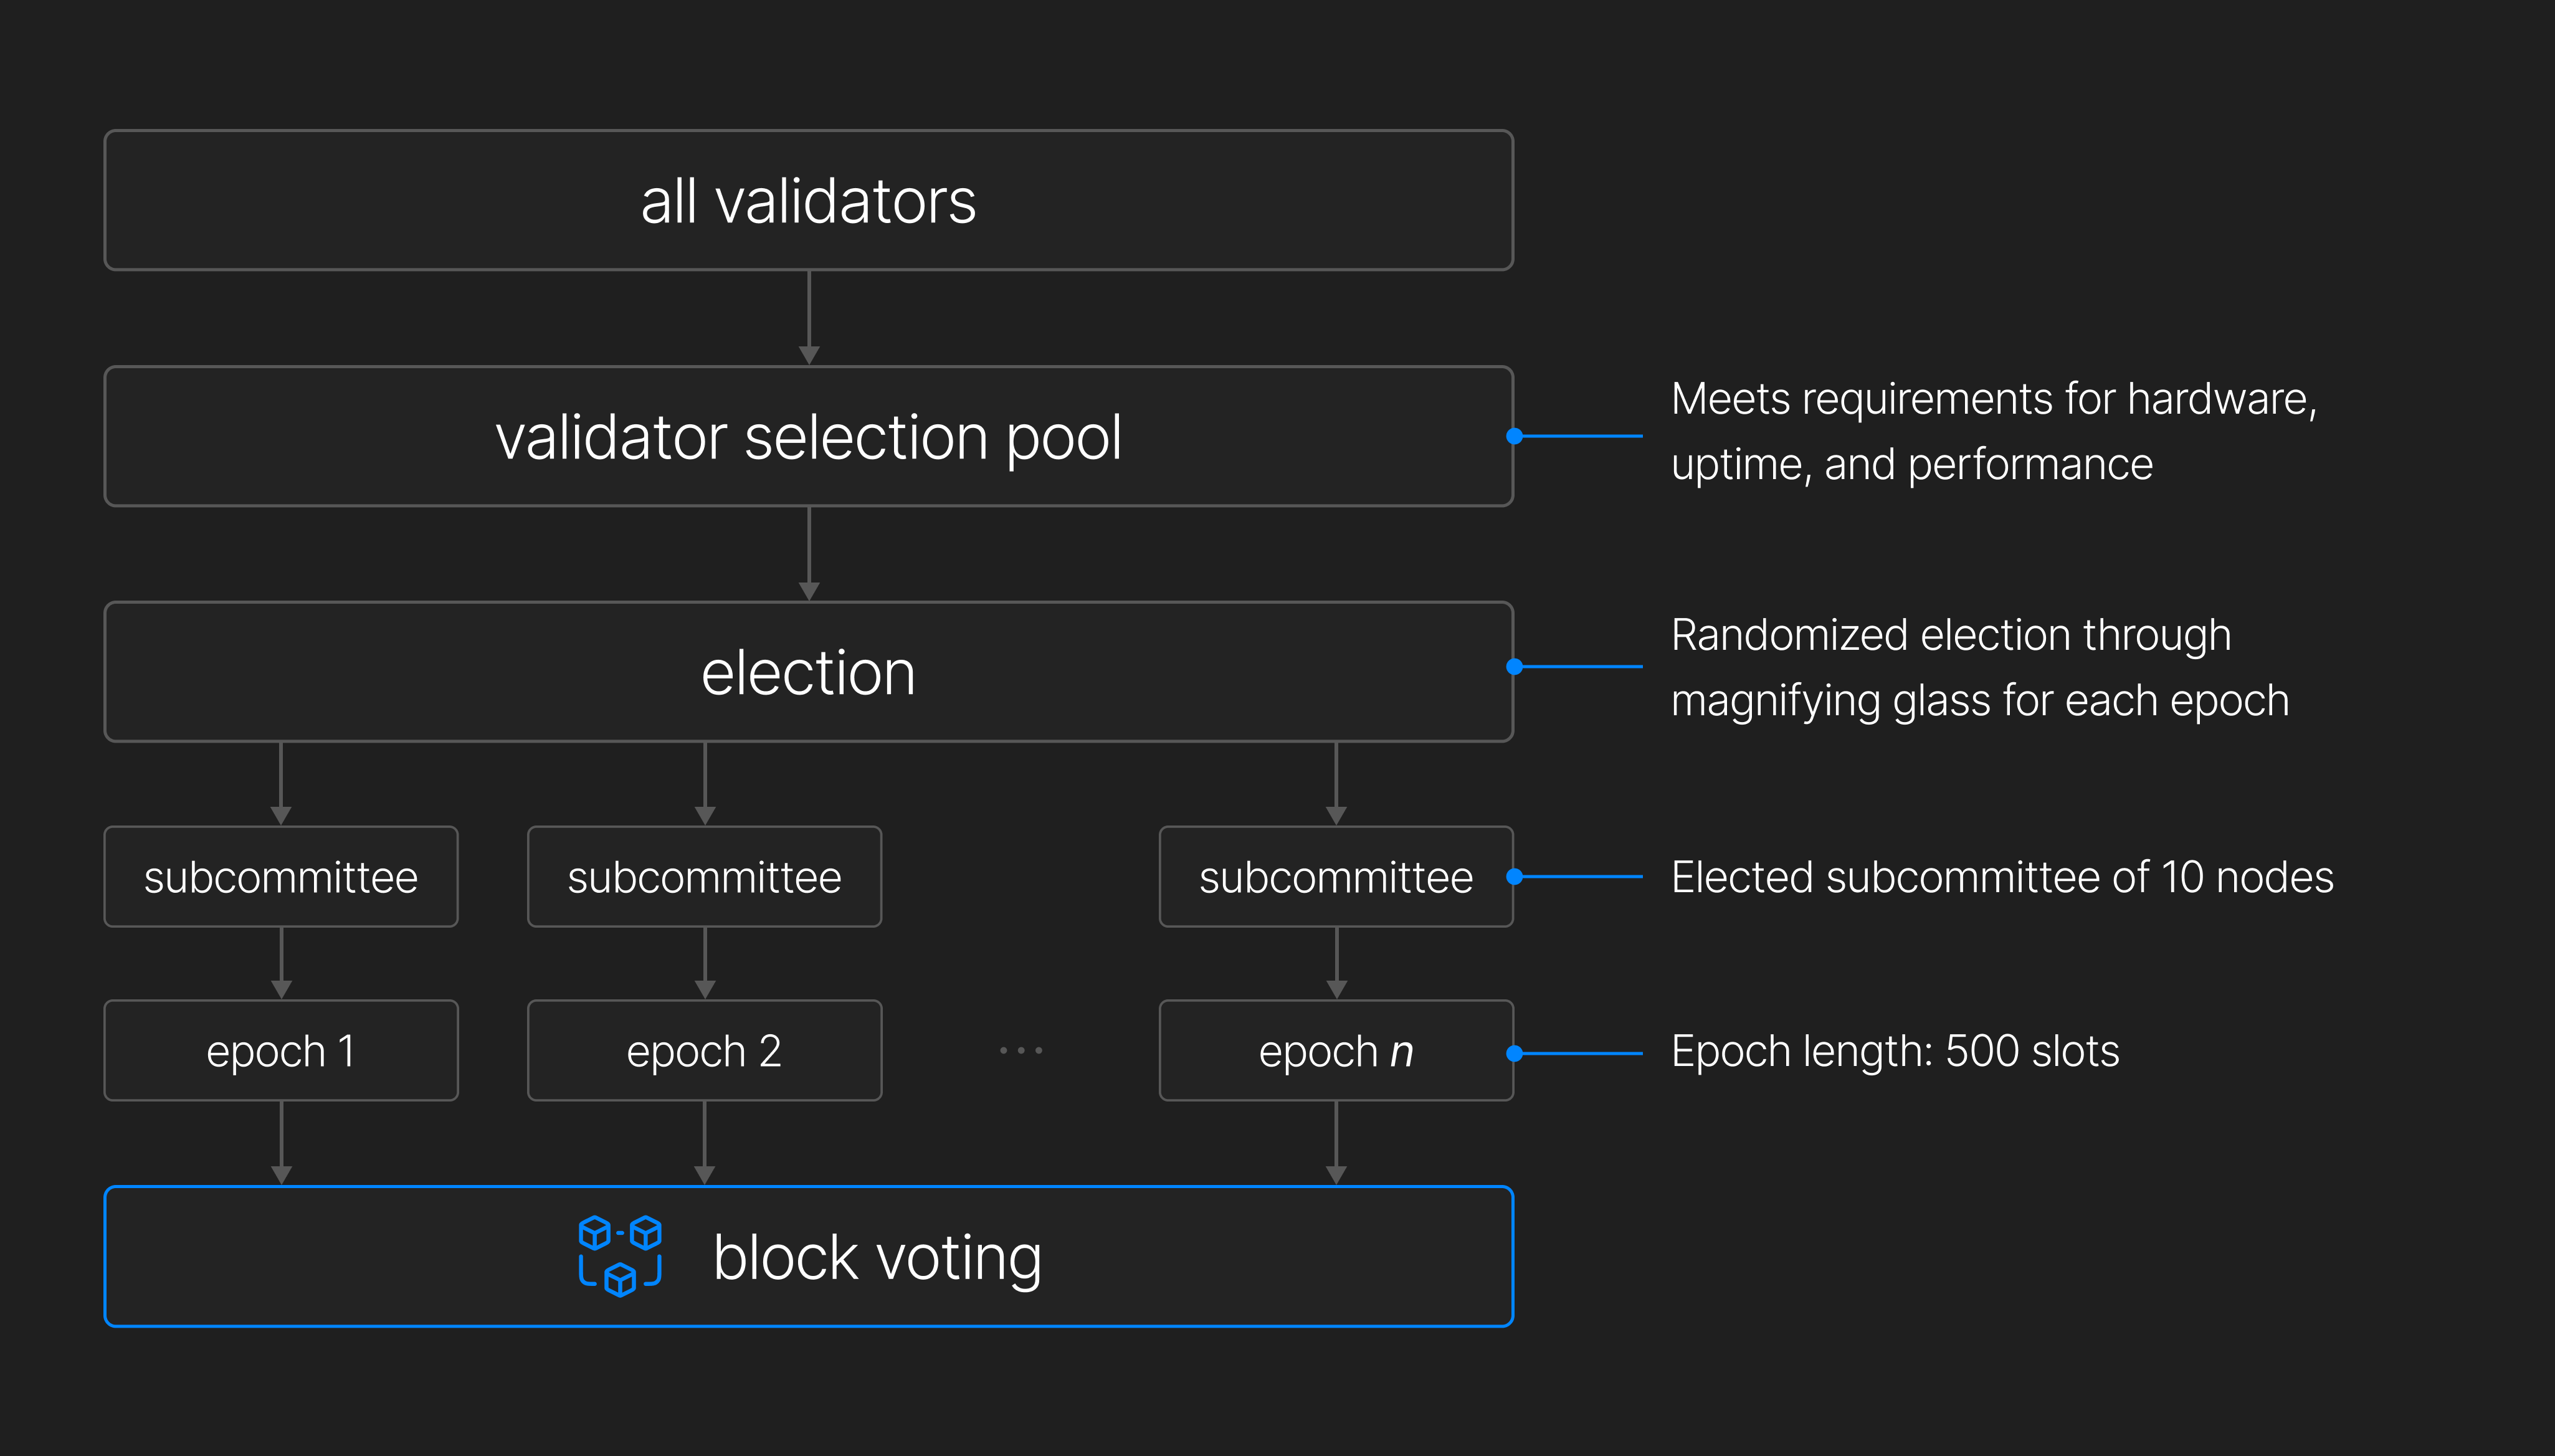 all validators
validator selection pool
Meets requirements for hardware,
uptime, and performance
election
Randomized election through
magnifying glass for each epoch
subcommittee
subcommittee
subcommittee
Elected subcommittee of 10 nodes
epoch 1
epoch 2
...
epoch n
Epoch length: 500 slots
block voting